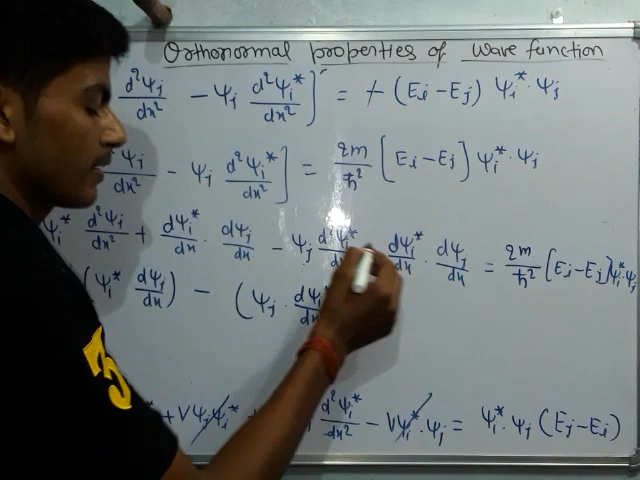 Orthonormal properties of Wave function
d²Ψj/dx² - Ψj d²Ψi*/dx² ] = + (Ei - Ej) Ψi* · Ψj
d²Ψj/dx² - Ψj d²Ψi*/dx² ] = 2m/ħ² [Ei - Ej] Ψi* · Ψj
Ψi* d²Ψj/dx² + dΨi*/dx · dΨj/dx - Ψj d²Ψi*/dx² dΨi*/dx · dΨj/dx = 2m/ħ² [Ei - Ej] Ψi* Ψj
(Ψi* dΨj/dx) - (Ψj · dΨi/dx
3
+ VΨjΨi* + d²Ψi*/dx² - VΨi* · Ψj = Ψi* · Ψj (Ej - Ei)